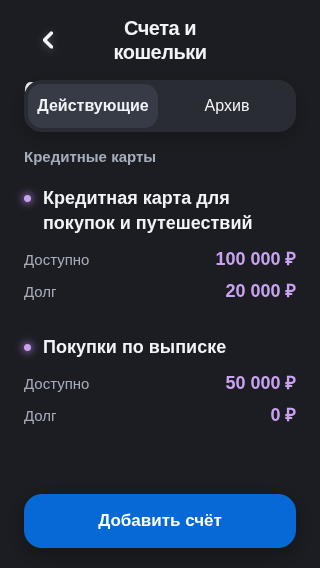 Счета и
кошельки
Действующие
Архив
Кредитные карты
Кредитная карта для
покупок и путешествий
Доступно 100 000 ₽
Долг 20 000 ₽
Покупки по выписке
Доступно 50 000 ₽
Долг 0 ₽
Добавить счёт